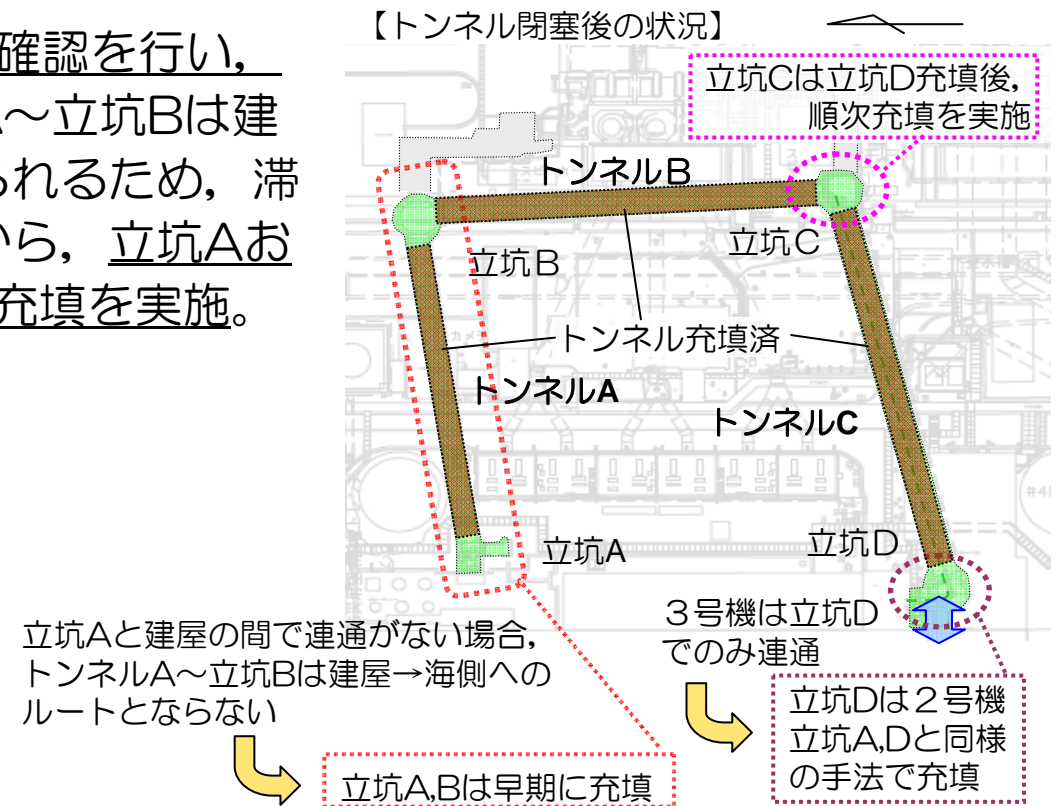 確認を行い，
～立坑Bは建
られるため，滞
から，立坑Aお
充填を実施。
【トンネル閉塞後の状況】
立坑Cは立坑D充填後，
順次充填を実施
トンネルB
立坑B
立坑C
トンネル充填済
トンネルA
トンネルC
立坑A
立坑D
#4
立坑Aと建屋の間で連通がない場合，
トンネルA～立坑Bは建屋→海側への
ルートとならない
立坑A,Bは早期に充填
３号機は立坑D
でのみ連通
立坑Dは２号機
立坑A,Dと同様
の手法で充填